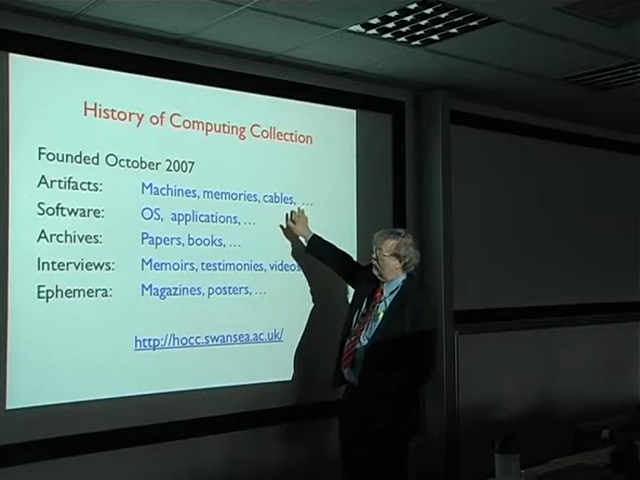 History of Computing Collection
Founded October 2007
Artifacts: Machines, memories, cables, ...
Software: OS, applications, ...
Archives: Papers, books, ...
Interviews: Memoirs, testimonies, videos
Ephemera: Magazines, posters, ...
http://hocc.swansea.ac.uk/